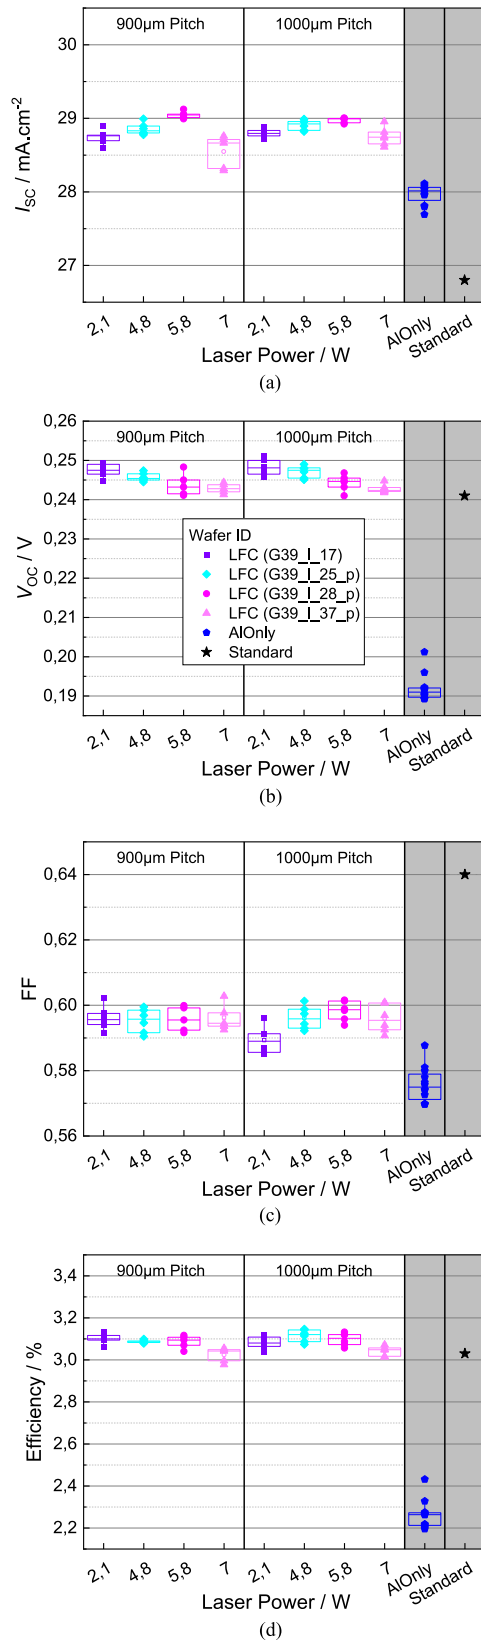 900µm Pitch
1000µm Pitch
30
29
28
27
I_SC / mA.cm⁻²
2,1
4,8
5,8
7
2,1
4,8
5,8
7
AlOnly
Standard
Laser Power / W
(a)
0,26
0,25
0,24
0,23
0,22
0,21
0,20
0,19
V_OC / V
900µm Pitch
1000µm Pitch
Wafer ID
LFC (G39_I_17)
LFC (G39_I_25_p)
LFC (G39_I_28_p)
LFC (G39_I_37_p)
AlOnly
Standard
2,1
4,8
5,8
7
2,1
4,8
5,8
7
AlOnly
Standard
Laser Power / W
(b)
900µm Pitch
1000µm Pitch
0,64
0,62
0,60
0,58
0,56
FF
2,1
4,8
5,8
7
2,1
4,8
5,8
7
AlOnly
Standard
Laser Power / W
(c)
900µm Pitch
1000µm Pitch
3,4
3,2
3,0
2,8
2,6
2,4
2,2
Efficiency / %
2,1
4,8
5,8
7
2,1
4,8
5,8
7
AlOnly
Standard
Laser Power / W
(d)